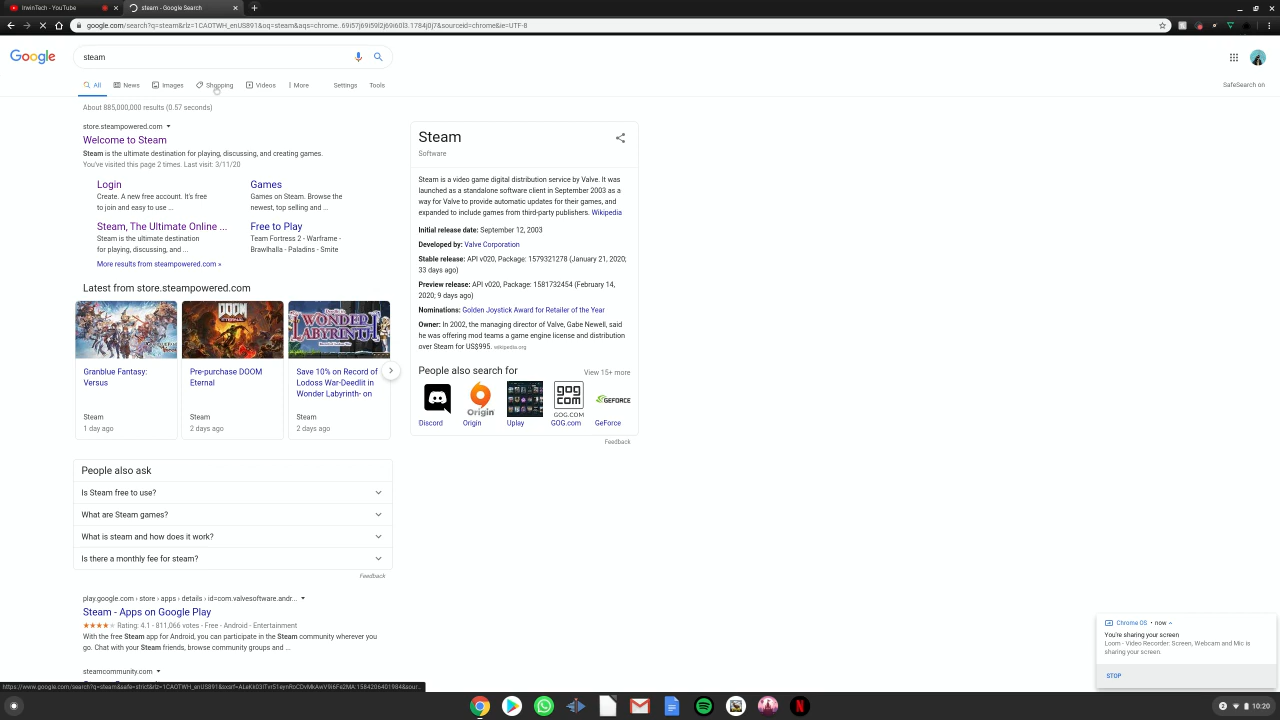 IrwinTech - YouTube
steam - Google Search
google.com/search?q=steam&rlz=1CAOTWH_enUS891&oq=steam&aqs=chrome..69i57j69i59l2j69i60l3.1784j0j7&sourceid=chrome&ie=UTF-8
Google
steam
All
News
Images
Shopping
Videos
More
Settings
Tools
SafeSearch on
About 885,000,000 results (0.57 seconds)
store.steampowered.com
Welcome to Steam
Steam is the ultimate destination for playing, discussing, and creating games.
You've visited this page 2 times. Last visit: 3/11/20
Login
Create. A new free account. It's free
to join and easy to use ...
Games
Games on Steam. Browse the
newest, top selling and ...
Steam, The Ultimate Online ...
Steam is the ultimate destination
for playing, discussing, and ...
Free to Play
Team Fortress 2 - Warframe -
Brawlhalla - Paladins - Smite
More results from steampowered.com »
Latest from store.steampowered.com
DOOM
ETERNAL
WONDER
LABYRINTH
Granblue Fantasy:
Versus
Steam
1 day ago
Pre-purchase DOOM
Eternal
Steam
2 days ago
Save 10% on Record of
Lodoss War-Deedlit in
Wonder Labyrinth- on
Steam
2 days ago
People also ask
Is Steam free to use?
What are Steam games?
What is steam and how does it work?
Is there a monthly fee for steam?
Feedback
play.google.com › store › apps › details › id=com.valvesoftware.andr...
Steam - Apps on Google Play
Rating: 4.1 - 811,066 votes - Free - Android - Entertainment
With the free Steam app for Android, you can participate in the Steam community wherever you
go. Chat with your Steam friends, browse community groups and ...
steamcommunity.com
Steam
Software
Steam is a video game digital distribution service by Valve. It was
launched as a standalone software client in September 2003 as a
way for Valve to provide automatic updates for their games, and
expanded to include games from third-party publishers. Wikipedia
Initial release date: September 12, 2003
Developed by: Valve Corporation
Stable release: API v020, Package: 1579321278 (January 21, 2020;
33 days ago)
Preview release: API v020, Package: 1581732454 (February 14,
2020; 9 days ago)
Nominations: Golden Joystick Award for Retailer of the Year
Owner: In 2002, the managing director of Valve, Gabe Newell, said
he was offering mod teams a game engine license and distribution
over Steam for US$995. wikipedia.org
People also search for
View 15+ more
Origin
gog
com
GOG.COM
GEFORCE
Discord
Origin
Uplay
GOG.com
GeForce
Feedback
Chrome OS • now
You're sharing your screen
Loom - Video Recorder: Screen, Webcam and Mic is
sharing your screen.
STOP
10:20